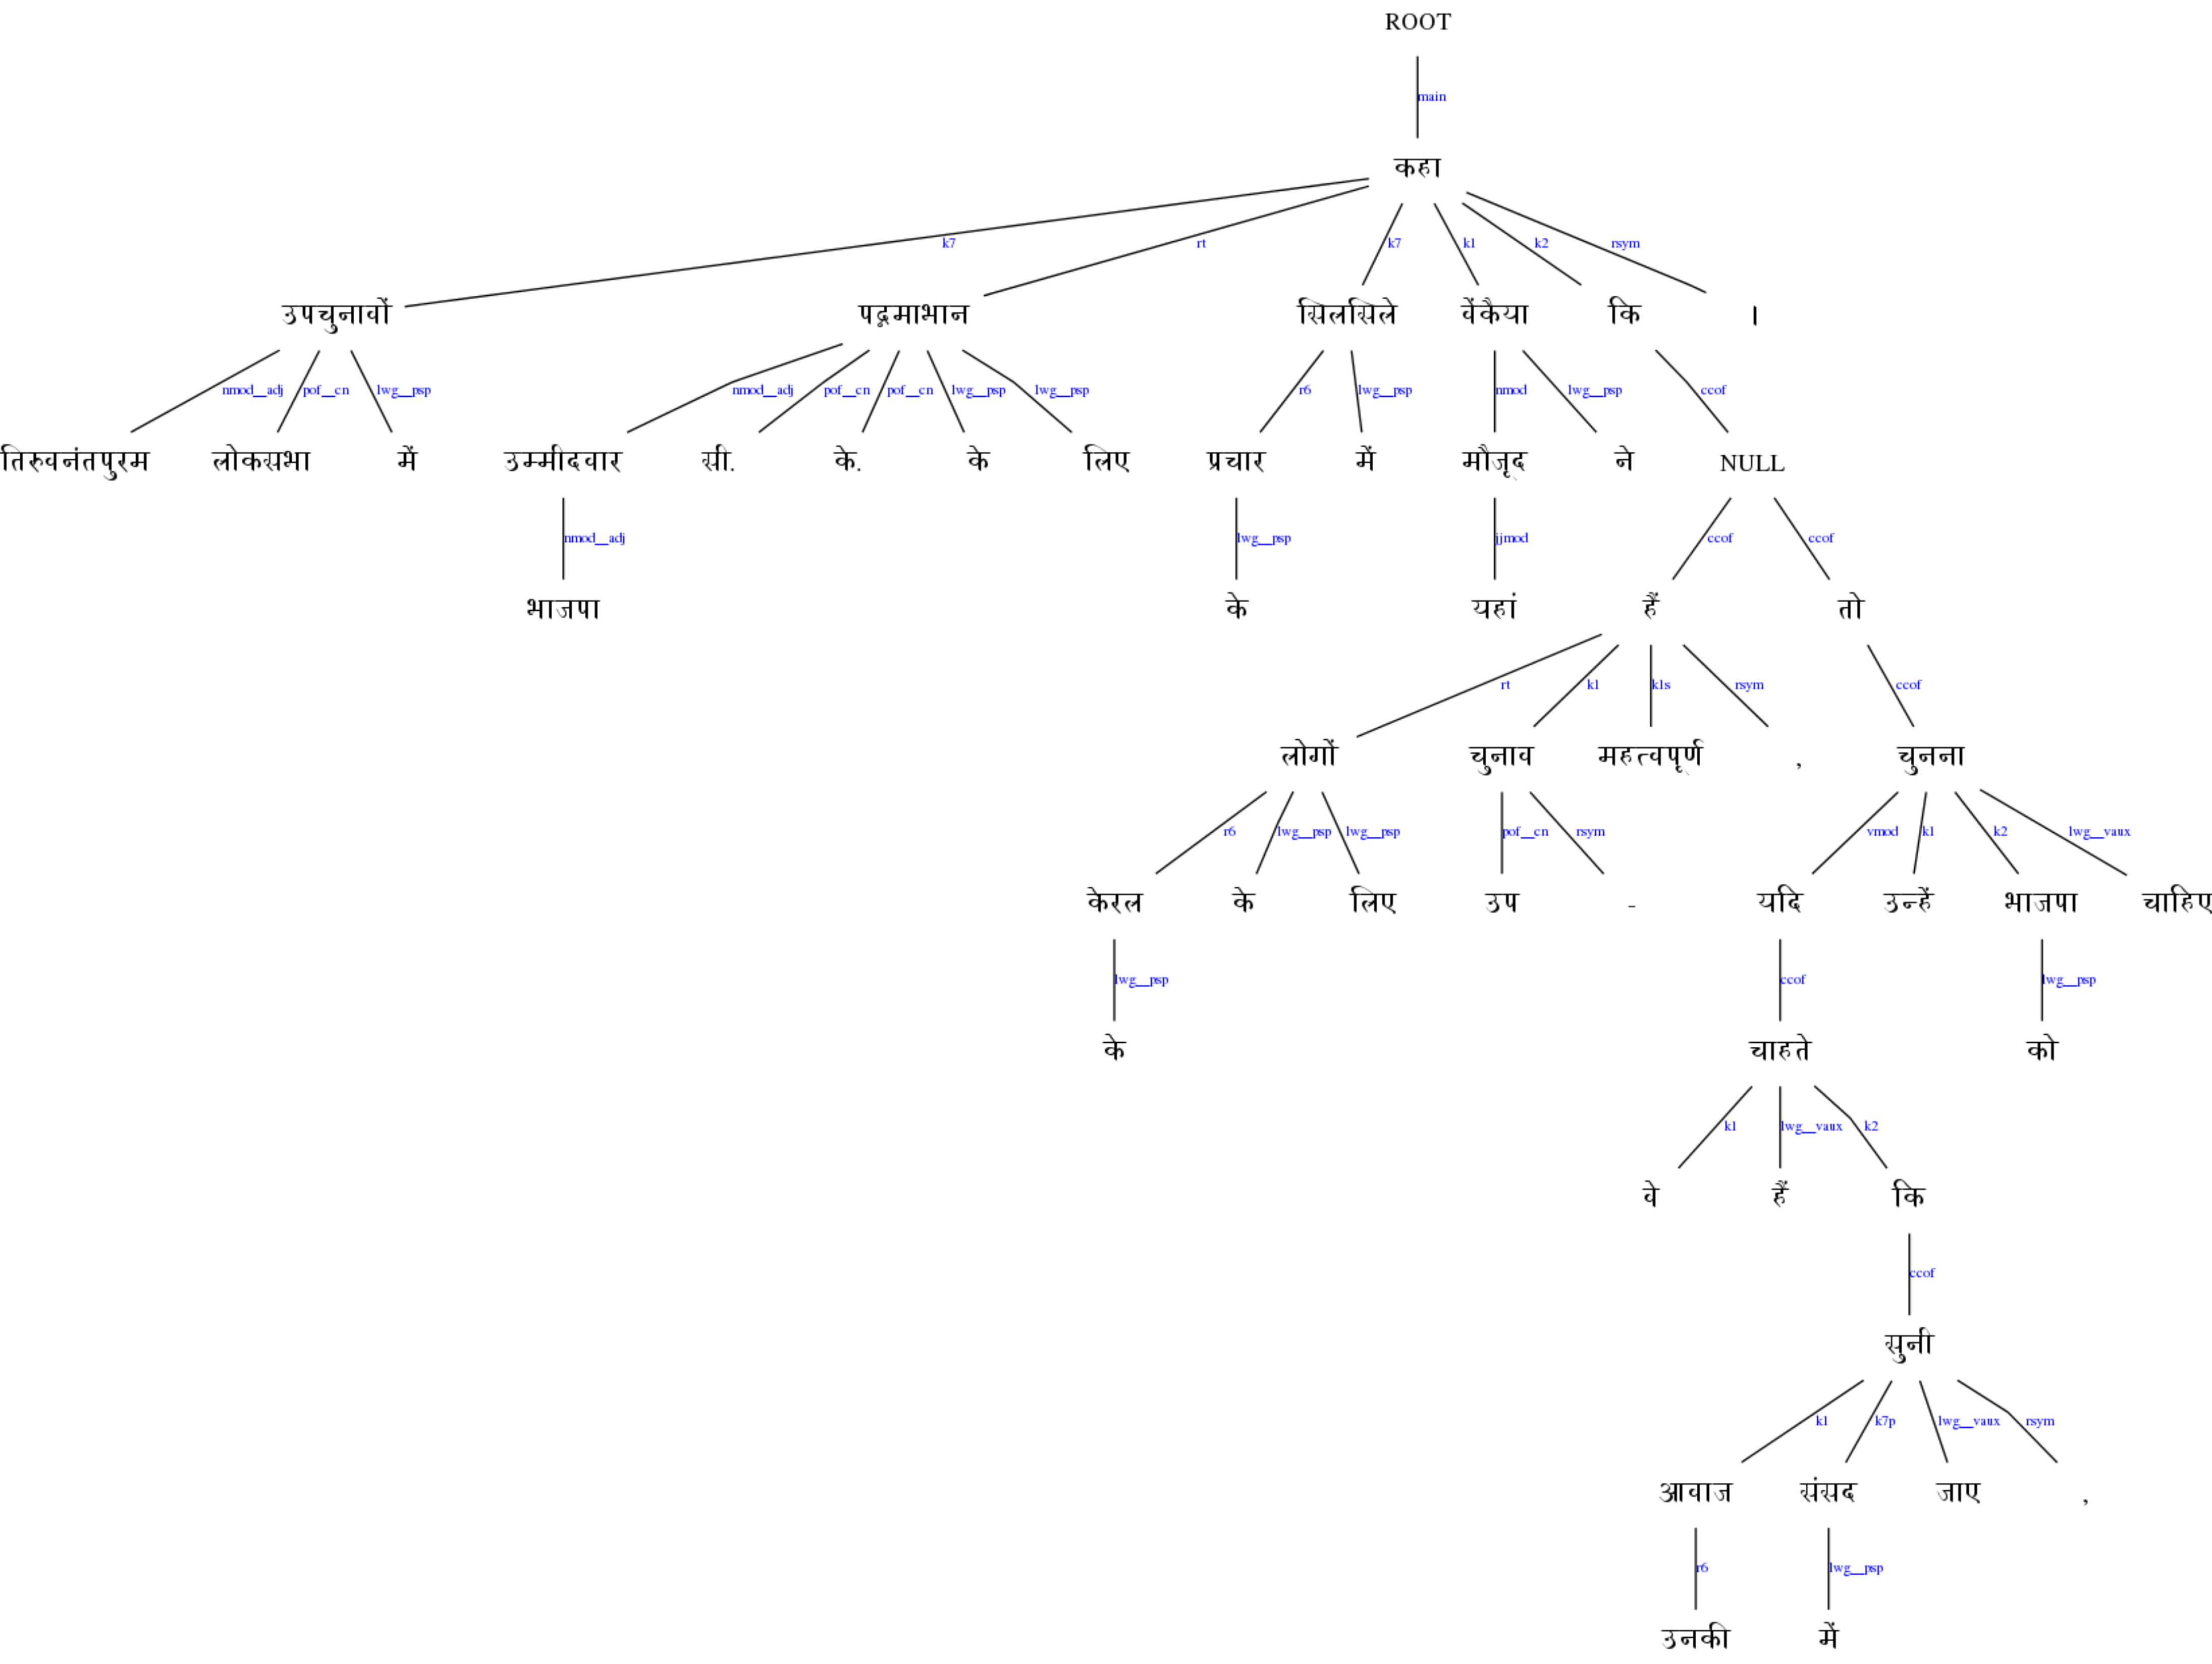 ROOT
main
कहा
k7 rt k7 k1 k2 rsym
उपचुनावों पद्माभान सिलसिले वेंकैया कि ।
nmod__adj pof__cn lwg__psp nmod__adj pof__cn pof__cn lwg__psp lwg__psp r6 lwg__psp nmod lwg__psp ccof
तिरुवनंतपुरम लोकसभा में उम्मीदवार सी. के. के लिए प्रचार में मौजूद ने NULL
nmod__adj lwg__psp jjmod ccof ccof
भाजपा के यहां हैं तो
rt k1 k1s rsym ccof
लोगों चुनाव महत्वपूर्ण , चुनना
r6 lwg__psp lwg__psp pof__cn rsym vmod k1 k2 lwg__vaux
केरल के लिए उप - यदि उन्हें भाजपा चाहिए
lwg__psp ccof lwg__psp
के चाहते को
k1 lwg__vaux k2
वे हैं कि
ccof
सुनी
k1 k7p lwg__vaux rsym
आवाज संसद जाए ,
r6 lwg__psp
उनकी में